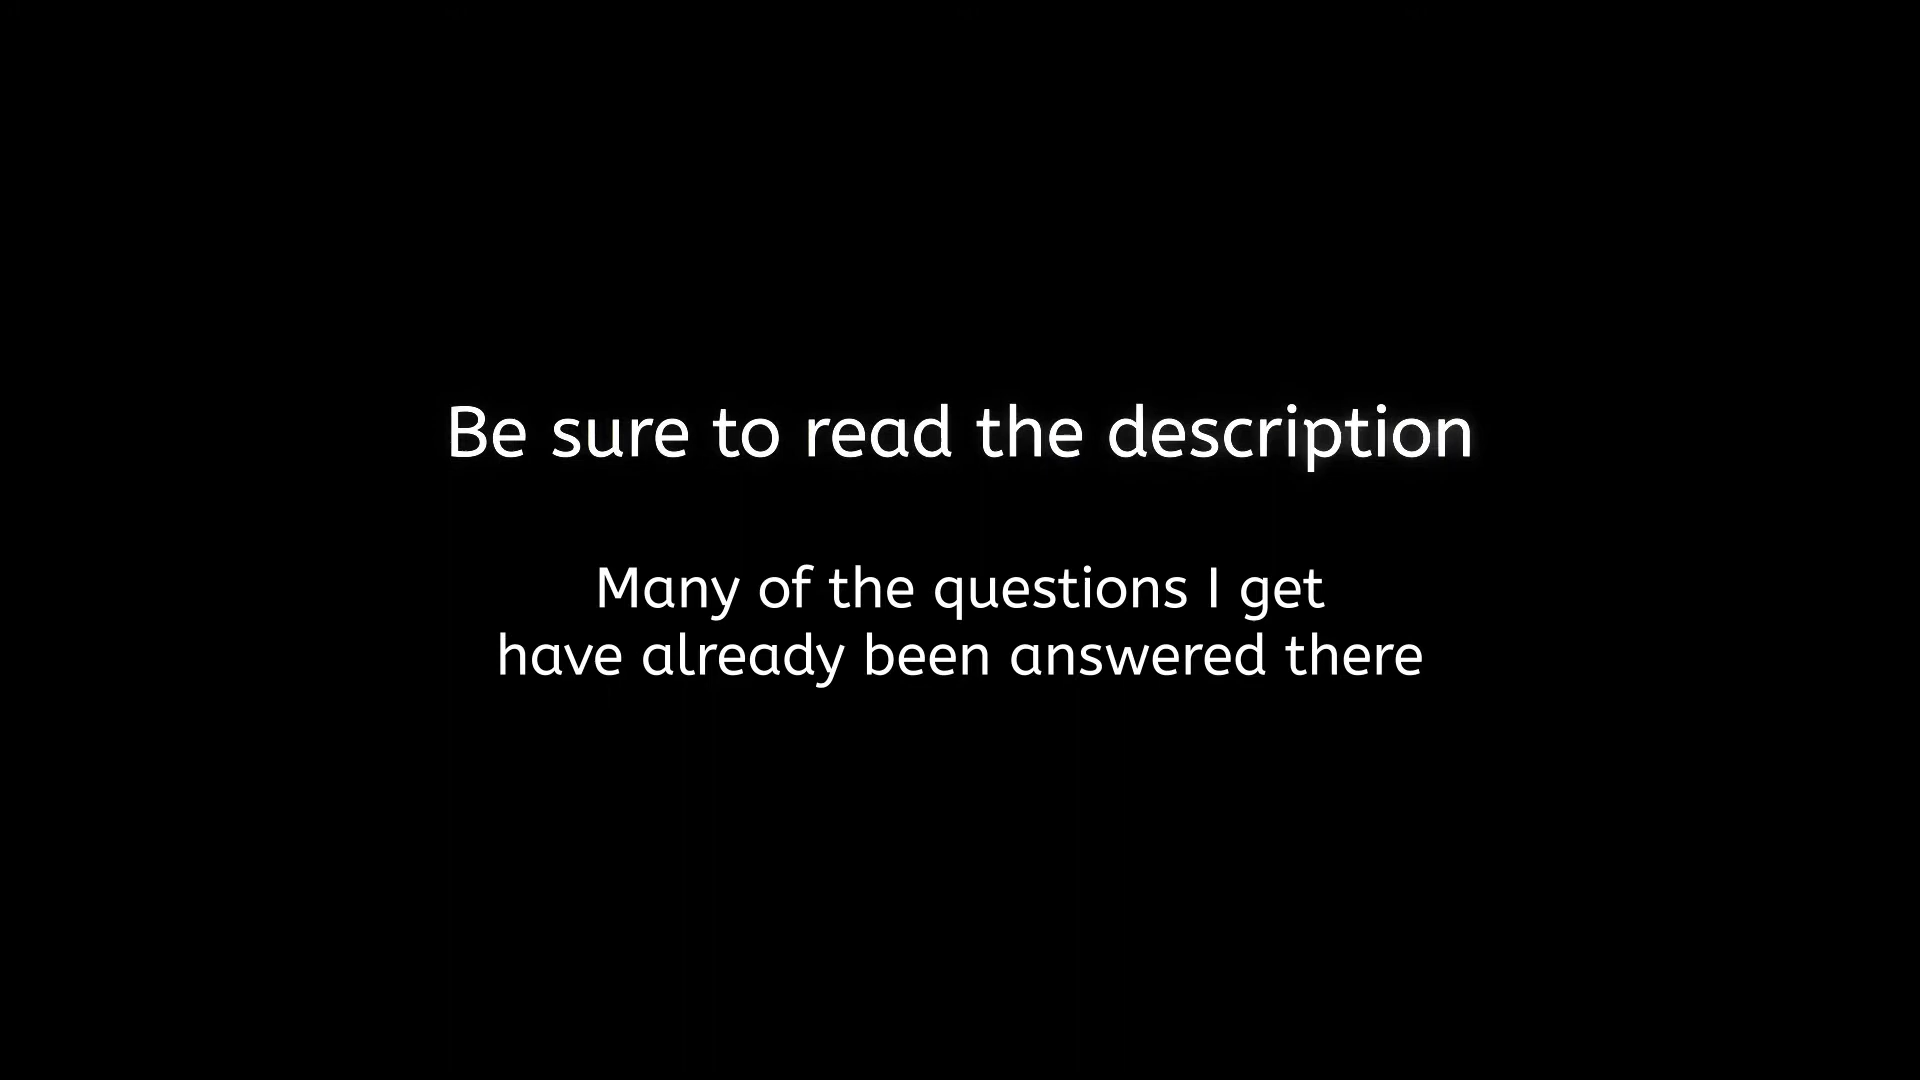 Be sure to read the description
Many of the questions I get
have already been answered there